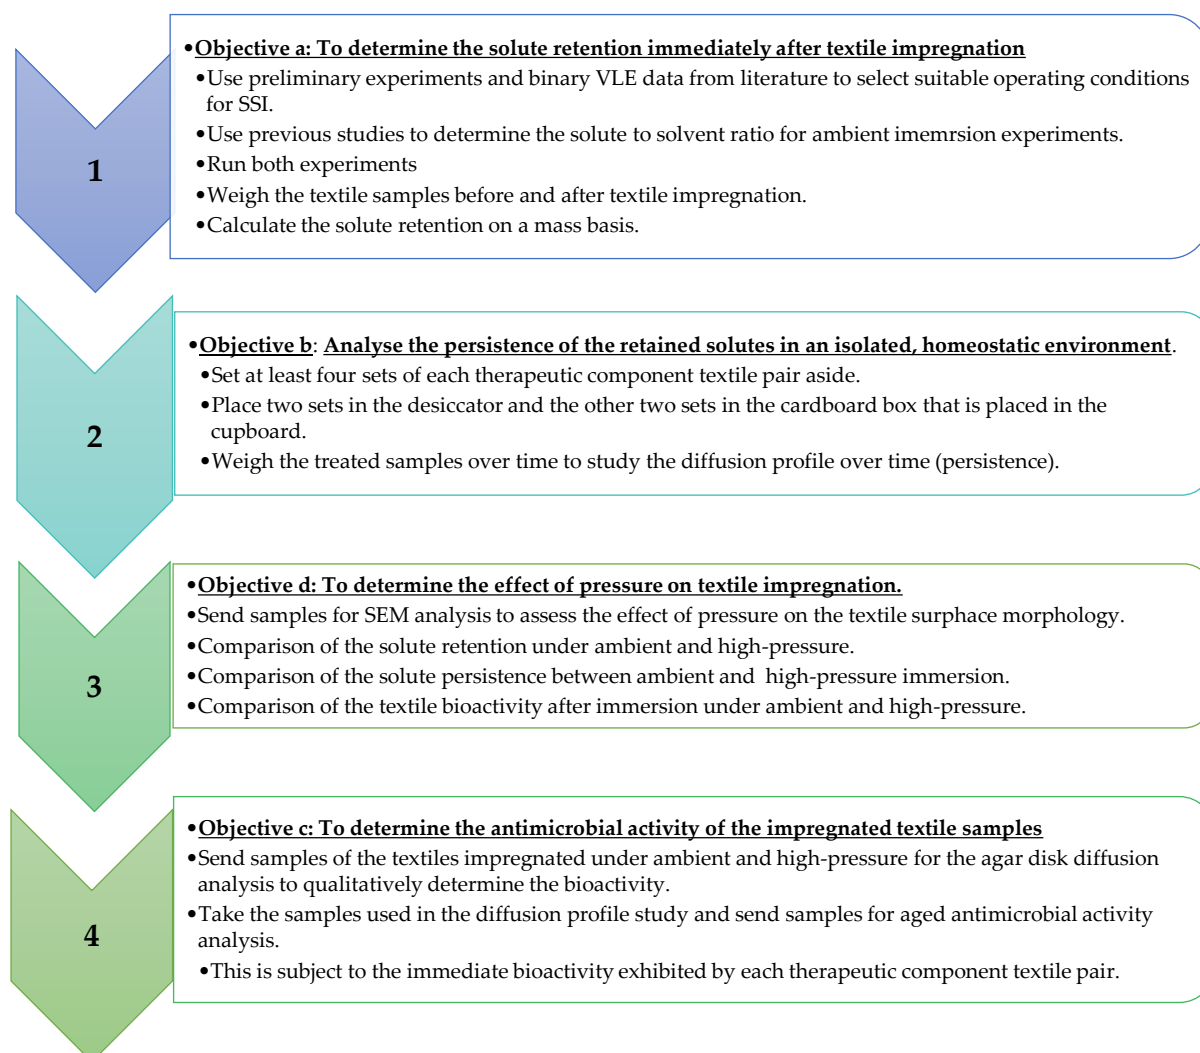 1
•Objective a: To determine the solute retention immediately after textile impregnation
•Use preliminary experiments and binary VLE data from literature to select suitable operating conditions
for SSI.
•Use previous studies to determine the solute to solvent ratio for ambient imemrsion experiments.
•Run both experiments
•Weigh the textile samples before and after textile impregnation.
•Calculate the solute retention on a mass basis.
2
•Objective b: Analyse the persistence of the retained solutes in an isolated, homeostatic environment.
•Set at least four sets of each therapeutic component textile pair aside.
•Place two sets in the desiccator and the other two sets in the cardboard box that is placed in the
cupboard.
•Weigh the treated samples over time to study the diffusion profile over time (persistence).
3
•Objective d: To determine the effect of pressure on textile impregnation.
•Send samples for SEM analysis to assess the effect of pressure on the textile surphace morphology.
•Comparison of the solute retention under ambient and high-pressure.
•Comparison of the solute persistence between ambient and high-pressure immersion.
•Comparison of the textile bioactivity after immersion under ambient and high-pressure.
4
•Objective c: To determine the antimicrobial activity of the impregnated textile samples
•Send samples of the textiles impregnated under ambient and high-pressure for the agar disk diffusion
analysis to qualitatively determine the bioactivity.
•Take the samples used in the diffusion profile study and send samples for aged antimicrobial activity
analysis.
•This is subject to the immediate bioactivity exhibited by each therapeutic component textile pair.